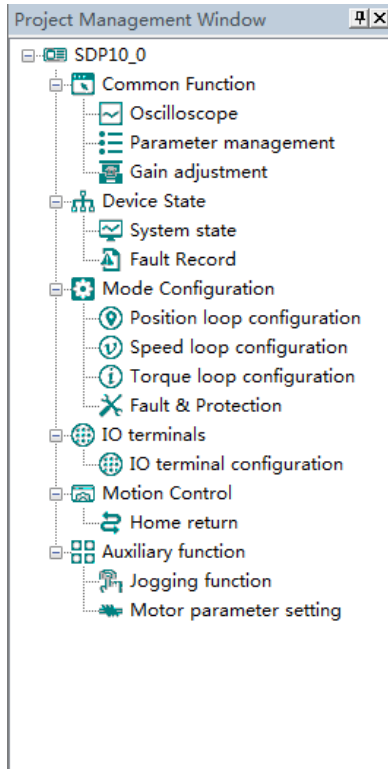 Project Management Window
SDP10_0
Common Function
Oscilloscope
Parameter management
Gain adjustment
Device State
System state
Fault Record
Mode Configuration
Position loop configuration
Speed loop configuration
Torque loop configuration
Fault & Protection
IO terminals
IO terminal configuration
Motion Control
Home return
Auxiliary function
Jogging function
Motor parameter setting